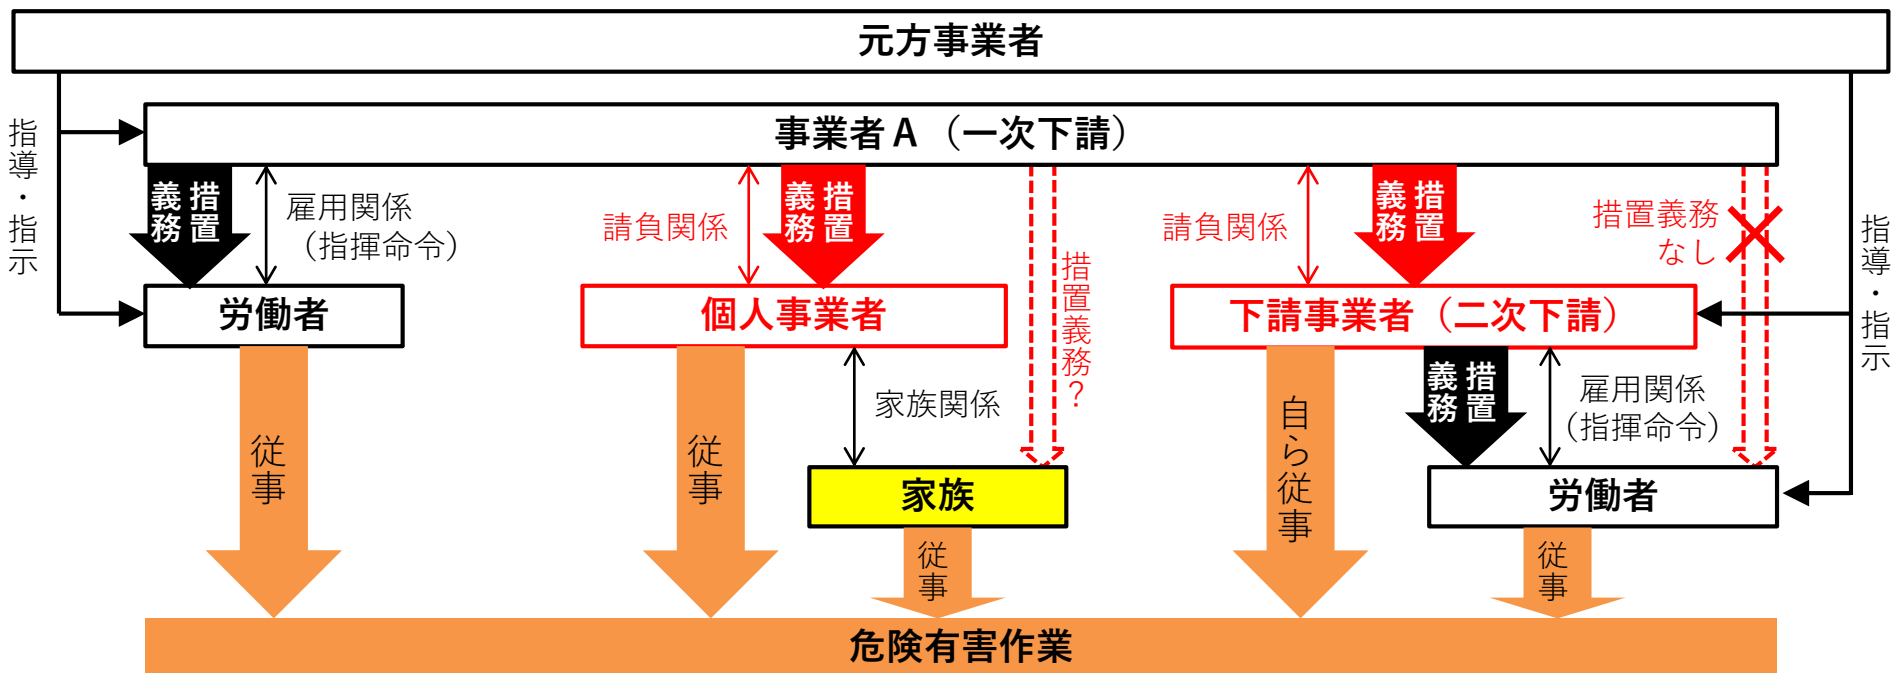 元方事業者
指導・指示
事業者A（一次下請）
指導・指示
措置義務
雇用関係
（指揮命令）
請負関係
措置義務
措置義務？
請負関係
措置義務
措置義務
なし
労働者
個人事業者
下請事業者（二次下請）
従事
従事
家族関係
自ら従事
措置義務
雇用関係
（指揮命令）
家族
労働者
従事
従事
危険有害作業